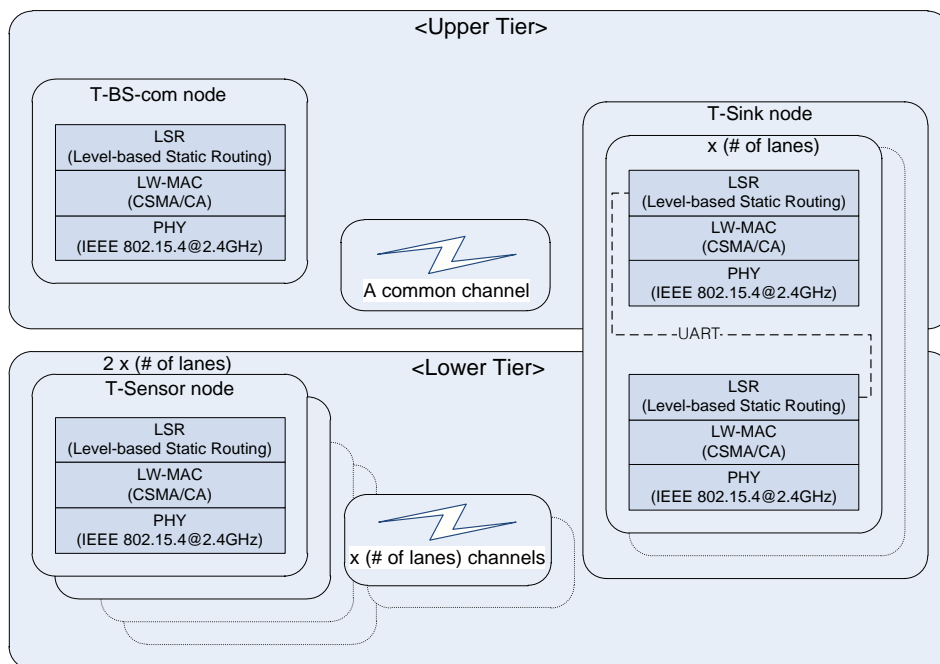 <Upper Tier>
T-BS-com node
LSR
(Level-based Static Routing)
LW-MAC
(CSMA/CA)
PHY
(IEEE 802.15.4@2.4GHz)
A common channel
T-Sink node
x (# of lanes)
LSR
(Level-based Static Routing)
LW-MAC
(CSMA/CA)
PHY
(IEEE 802.15.4@2.4GHz)
UART
LSR
(Level-based Static Routing)
LW-MAC
(CSMA/CA)
PHY
(IEEE 802.15.4@2.4GHz)
<Lower Tier>
2 x (# of lanes)
T-Sensor node
LSR
(Level-based Static Routing)
LW-MAC
(CSMA/CA)
PHY
(IEEE 802.15.4@2.4GHz)
x (# of lanes) channels